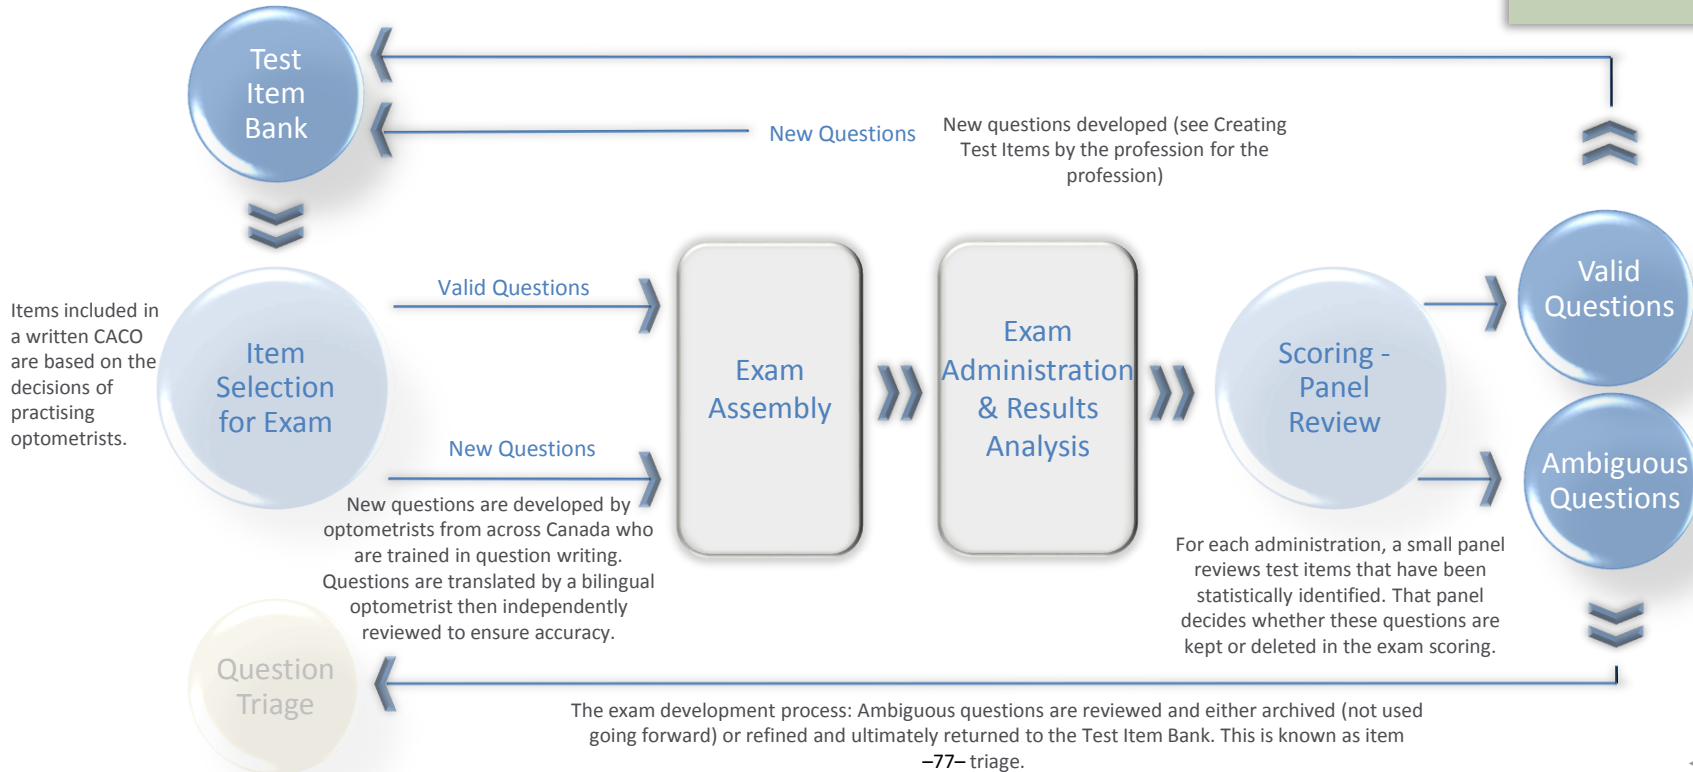 Test
Item
Bank
New Questions
New questions developed (see Creating
Test Items by the profession for the
profession)
Items included in
a written CACO
are based on the
decisions of
practising
optometrists.
Item
Selection
for Exam
Valid Questions
New Questions
New questions are developed by
optometrists from across Canada who
are trained in question writing.
Questions are translated by a bilingual
optometrist then independently
reviewed to ensure accuracy.
Exam
Assembly
Exam
Administration
& Results
Analysis
Scoring -
Panel
Review
For each administration, a small panel
reviews test items that have been
statistically identified. That panel
decides whether these questions are
kept or deleted in the exam scoring.
Valid
Questions
Ambiguous
Questions
Question
Triage
The exam development process: Ambiguous questions are reviewed and either archived (not used
going forward) or refined and ultimately returned to the Test Item Bank. This is known as item
–77– triage.